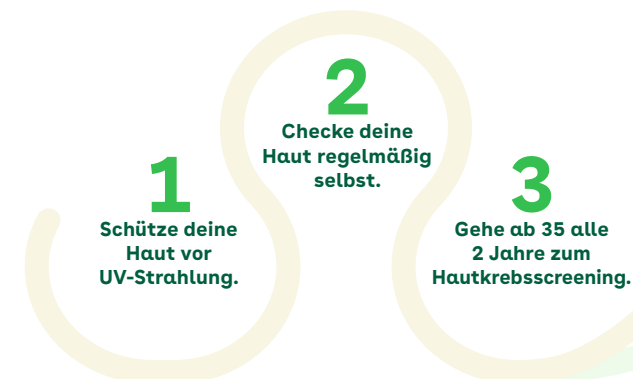 1
Schütze deine
Haut vor
UV-Strahlung.
2
Checke deine
Haut regelmäßig
selbst.
3
Gehe ab 35 alle
2 Jahre zum
Hautkrebsscreening.